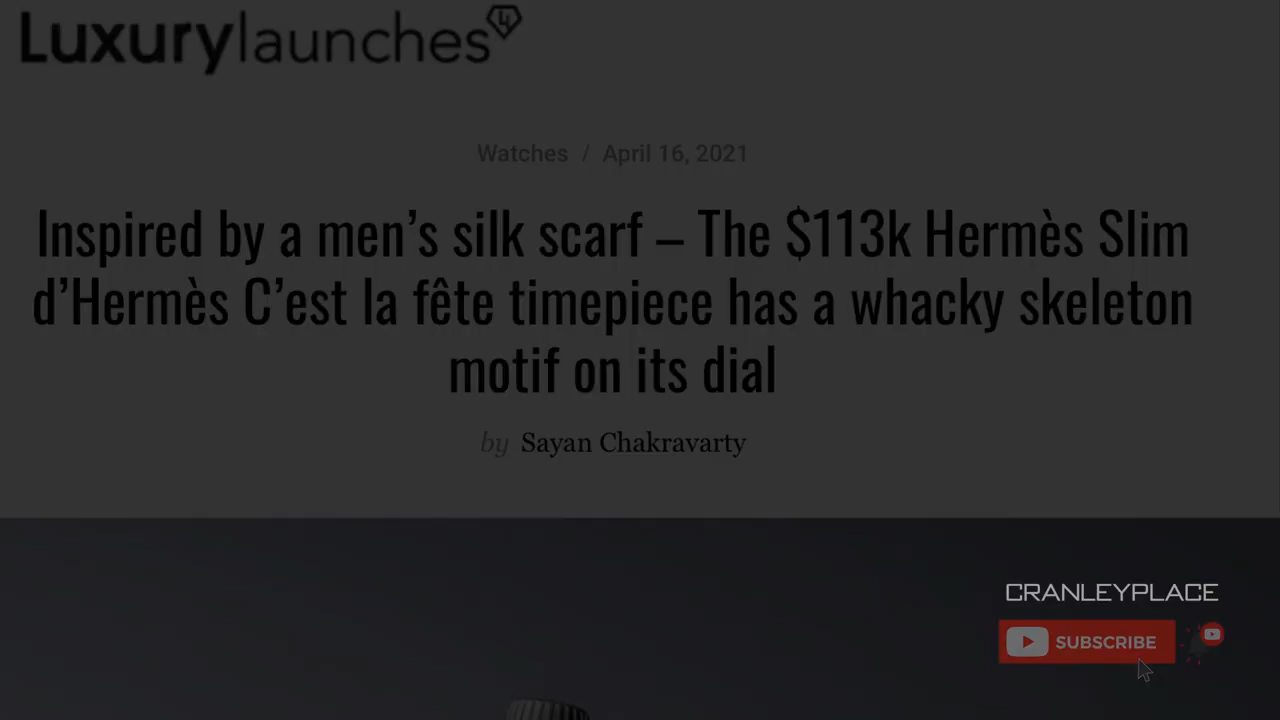 Luxurylaunches
Watches / April 16, 2021
Inspired by a men’s silk scarf – The $113k Hermès Slim
d’Hermès C’est la fête timepiece has a whacky skeleton
motif on its dial
by Sayan Chakravarty
CRANLEYPLACE
SUBSCRIBE